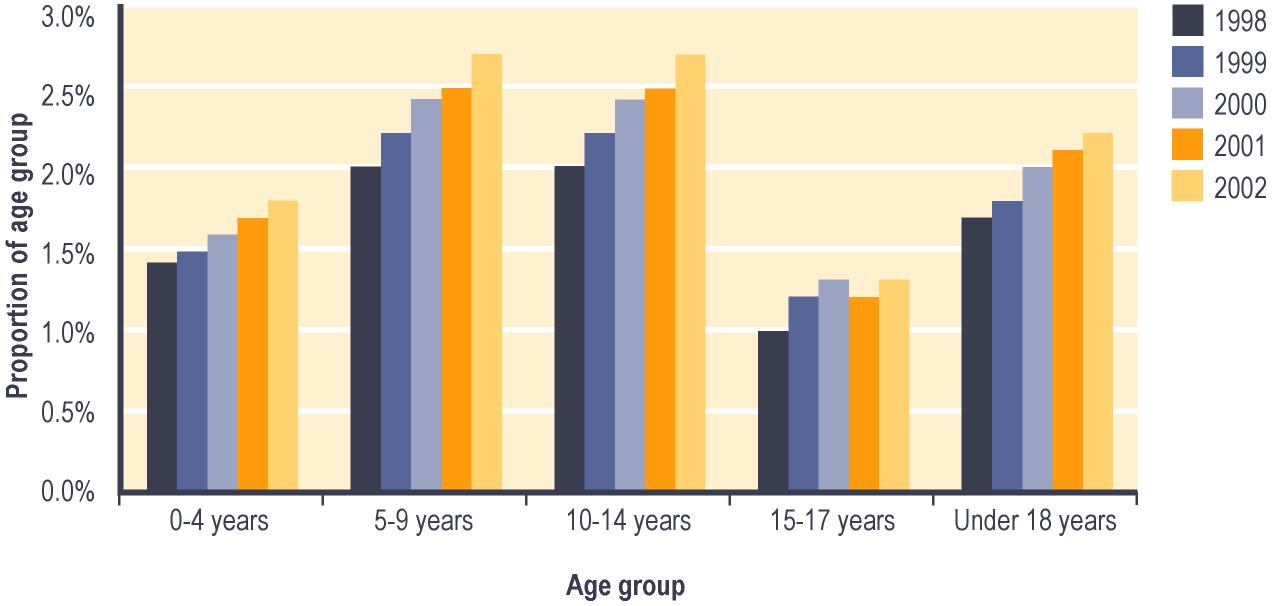 Proportion of age group
3.0%
2.5%
2.0%
1.5%
1.0%
0.5%
0.0%
0-4 years
5-9 years
10-14 years
15-17 years
Under 18 years
Age group
1998
1999
2000
2001
2002